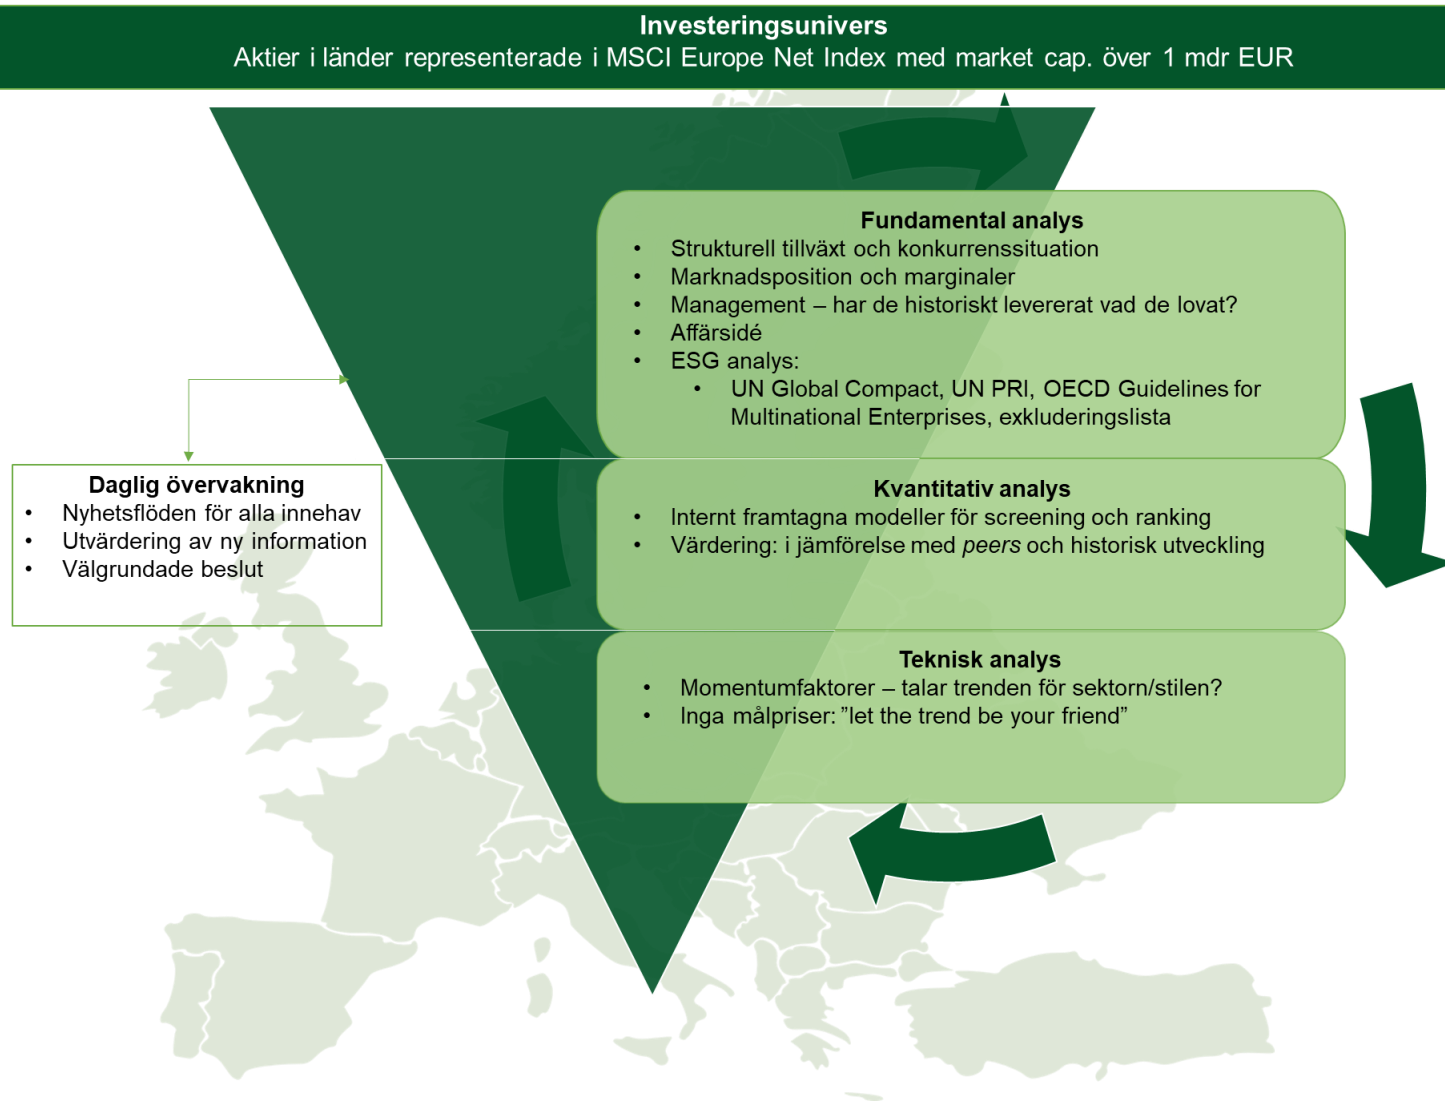 Investeringsunivers
Aktier i länder representerade i MSCI Europe Net Index med market cap. över 1 mdr EUR
Fundamental analys
• Strukturell tillväxt och konkurrenssituation
• Marknadsposition och marginaler
• Management – har de historiskt levererat vad de lovat?
• Affärsidé
• ESG analys:
• UN Global Compact, UN PRI, OECD Guidelines for
Multinational Enterprises, exkluderingslista
Daglig övervakning
• Nyhetsflöden för alla innehav
• Utvärdering av ny information
• Välgrundade beslut
Kvantitativ analys
• Internt framtagna modeller för screening och ranking
• Värdering: i jämförelse med peers och historisk utveckling
Teknisk analys
• Momentumfaktorer – talar trenden för sektorn/stilen?
• Inga målpriser: ”let the trend be your friend”